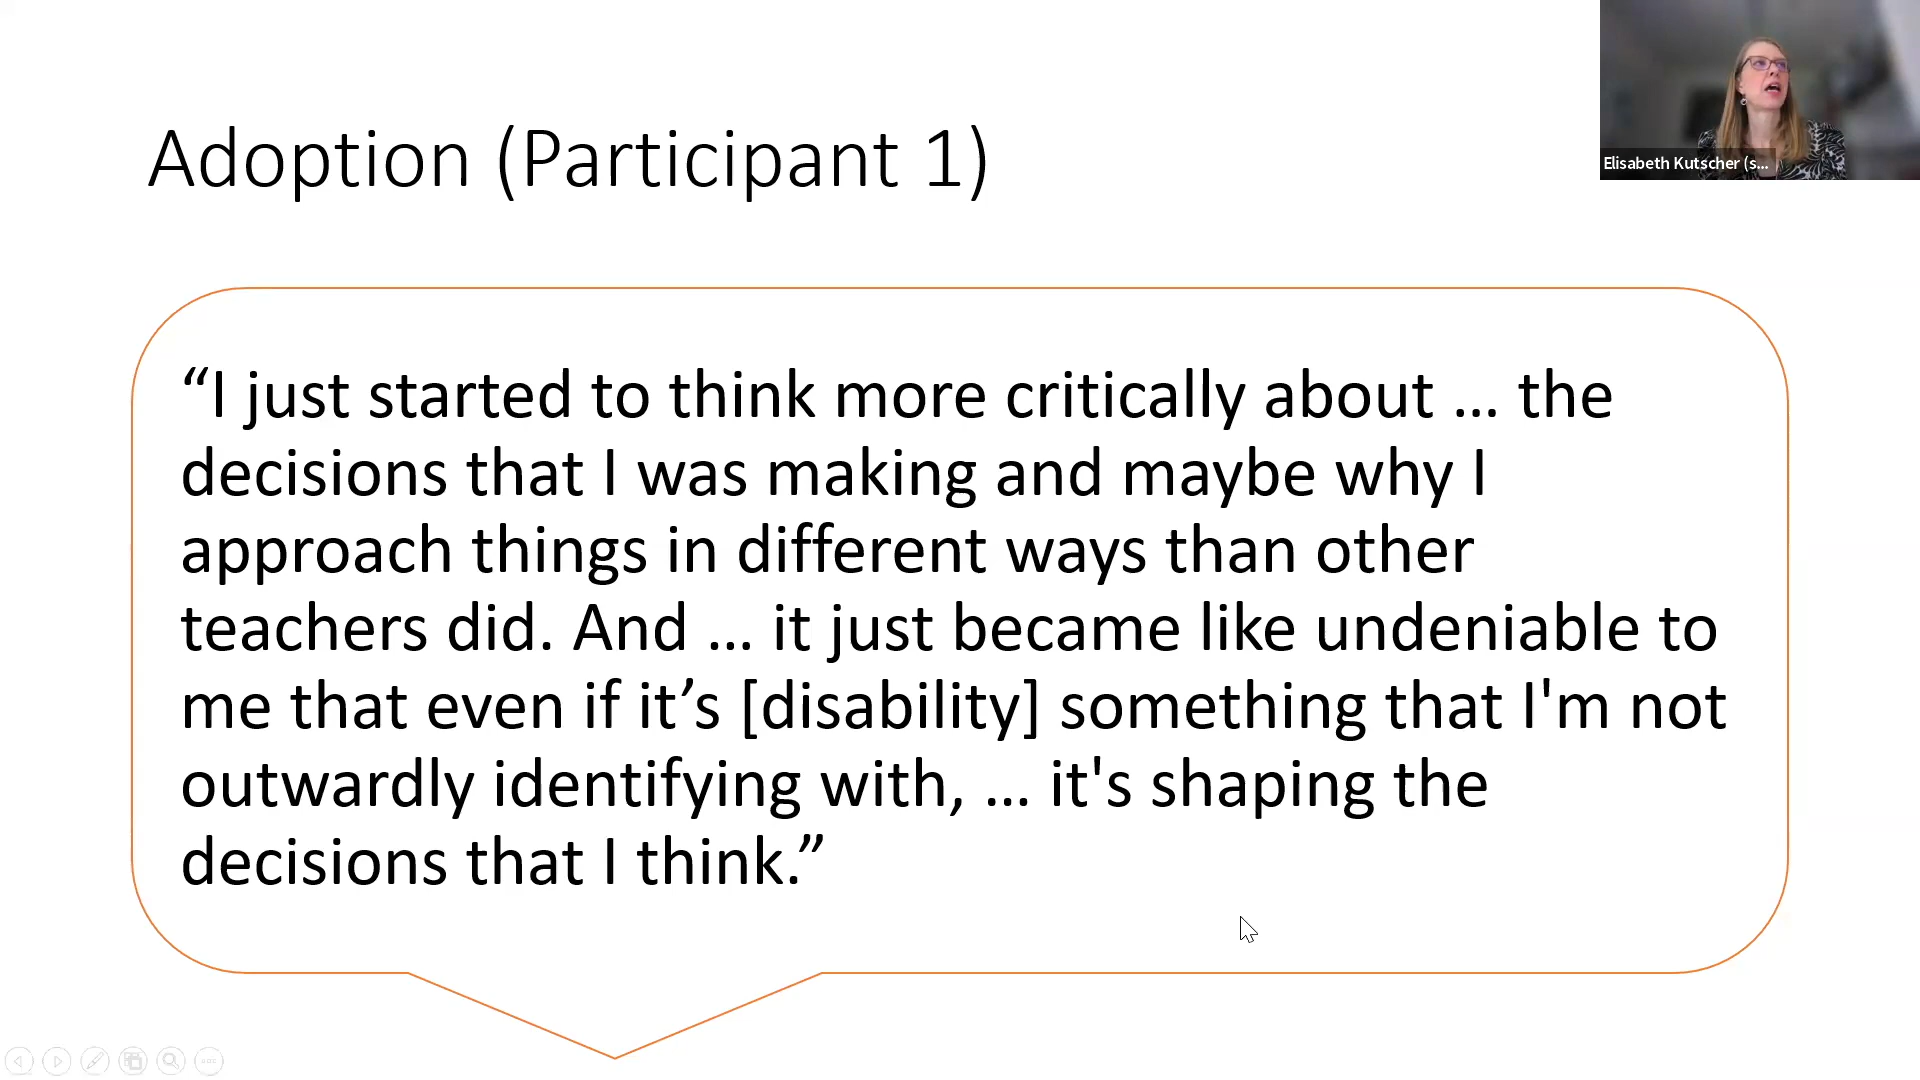 Adoption (Participant 1)
Elisabeth Kutscher (s...
“I just started to think more critically about … the
decisions that I was making and maybe why I
approach things in different ways than other
teachers did. And … it just became like undeniable to
me that even if it’s [disability] something that I'm not
outwardly identifying with, … it's shaping the
decisions that I think.”